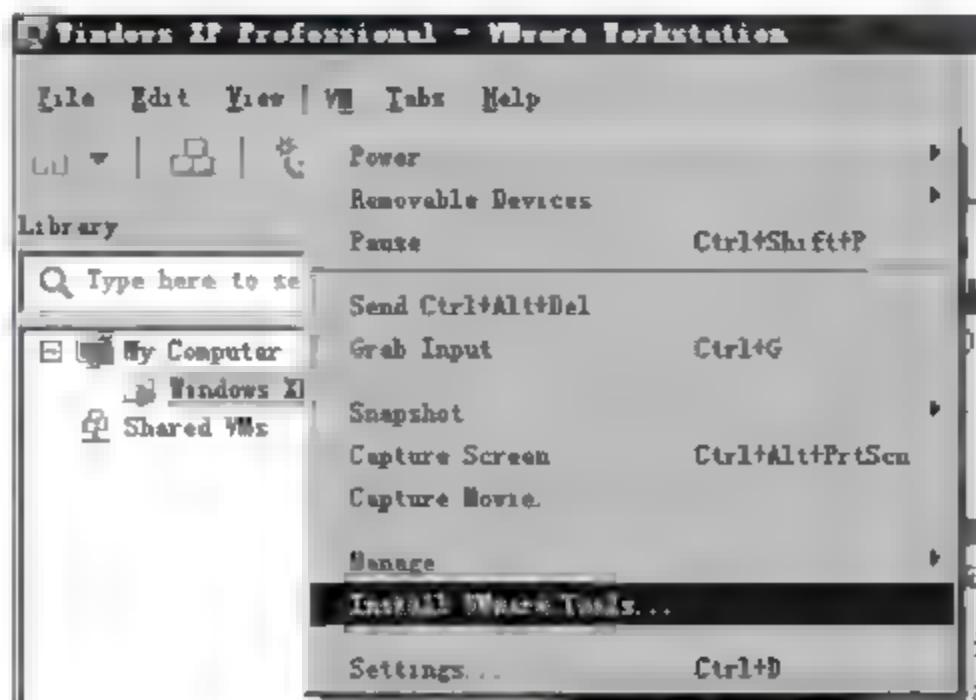 Windows XP Professional - VMware Workstation
File Edit View VM Tabs Help
Library
Type here to se
My Computer
Windows XP
Shared VMs
Power
Removable Devices
Pause Ctrl+Shift+P
Send Ctrl+Alt+Del
Grab Input Ctrl+G
Snapshot
Capture Screen Ctrl+Alt+PrtScn
Capture Movie.
Manage
Install VMware Tools...
Settings... Ctrl+D